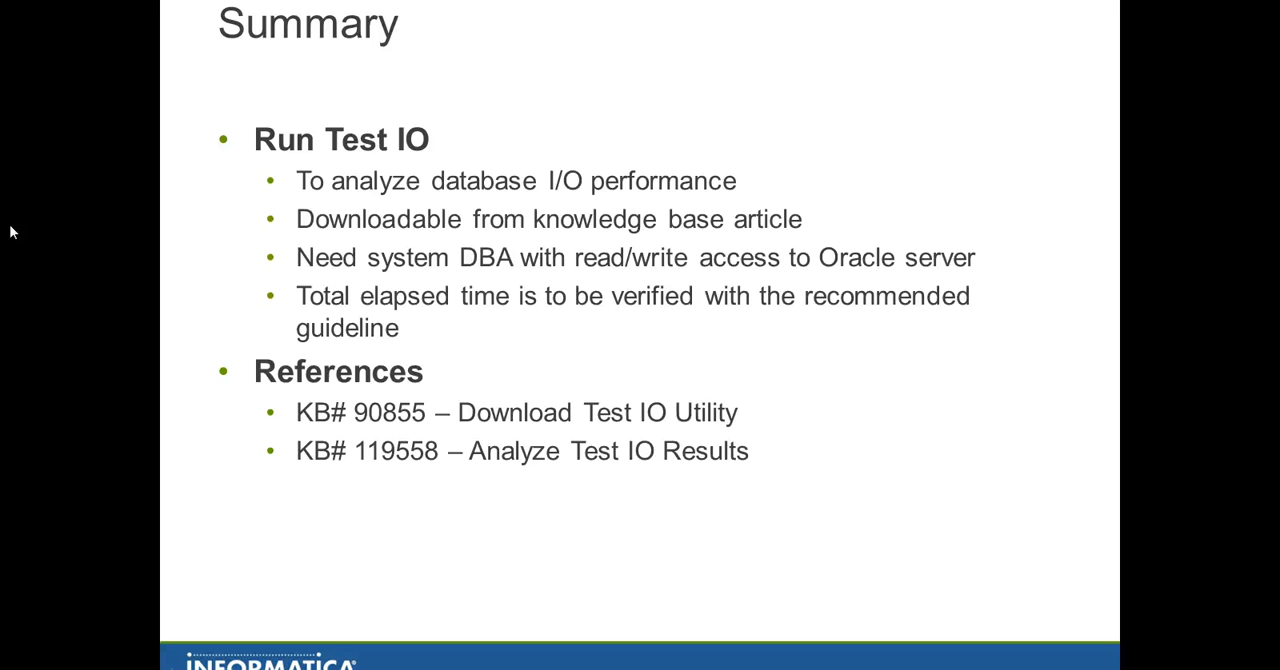 Summary
• Run Test IO
• To analyze database I/O performance
• Downloadable from knowledge base article
• Need system DBA with read/write access to Oracle server
• Total elapsed time is to be verified with the recommended
guideline
• References
• KB# 90855 – Download Test IO Utility
• KB# 119558 – Analyze Test IO Results
INFORMATICA®